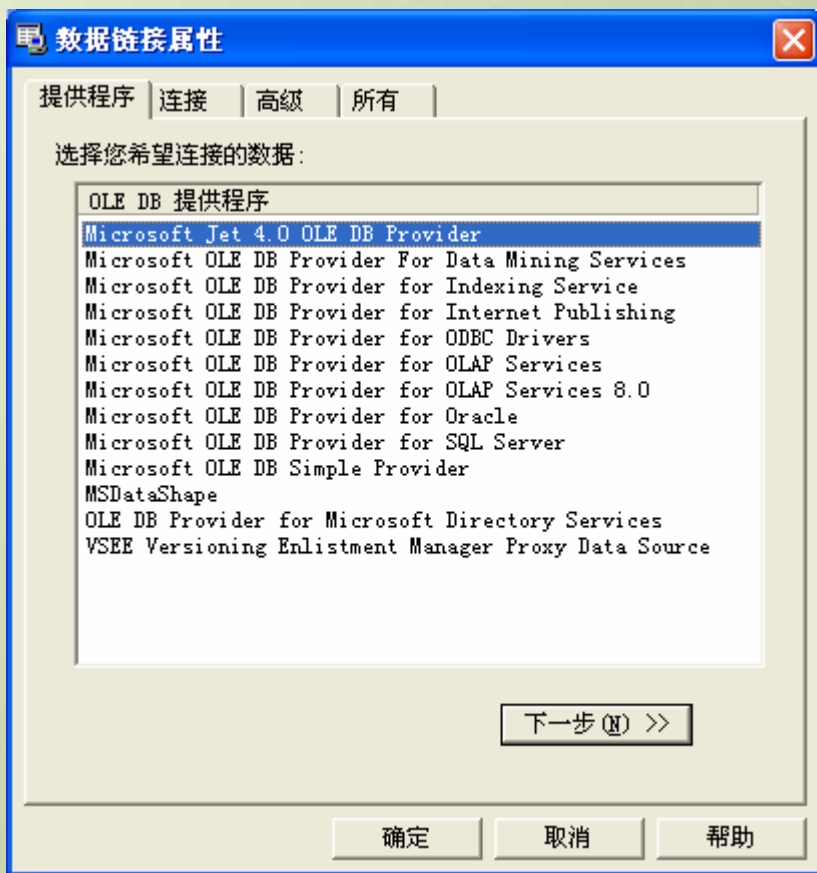 数据链接属性
提供程序 连接 高级 所有
选择您希望连接的数据:
OLE DB 提供程序
Microsoft Jet 4.0 OLE DB Provider
Microsoft OLE DB Provider For Data Mining Services
Microsoft OLE DB Provider for Indexing Service
Microsoft OLE DB Provider for Internet Publishing
Microsoft OLE DB Provider for ODBC Drivers
Microsoft OLE DB Provider for OLAP Services
Microsoft OLE DB Provider for OLAP Services 8.0
Microsoft OLE DB Provider for Oracle
Microsoft OLE DB Provider for SQL Server
Microsoft OLE DB Simple Provider
MSDataShape
OLE DB Provider for Microsoft Directory Services
VSEE Versioning Enlistment Manager Proxy Data Source
下一步(N) >>
确定 取消 帮助